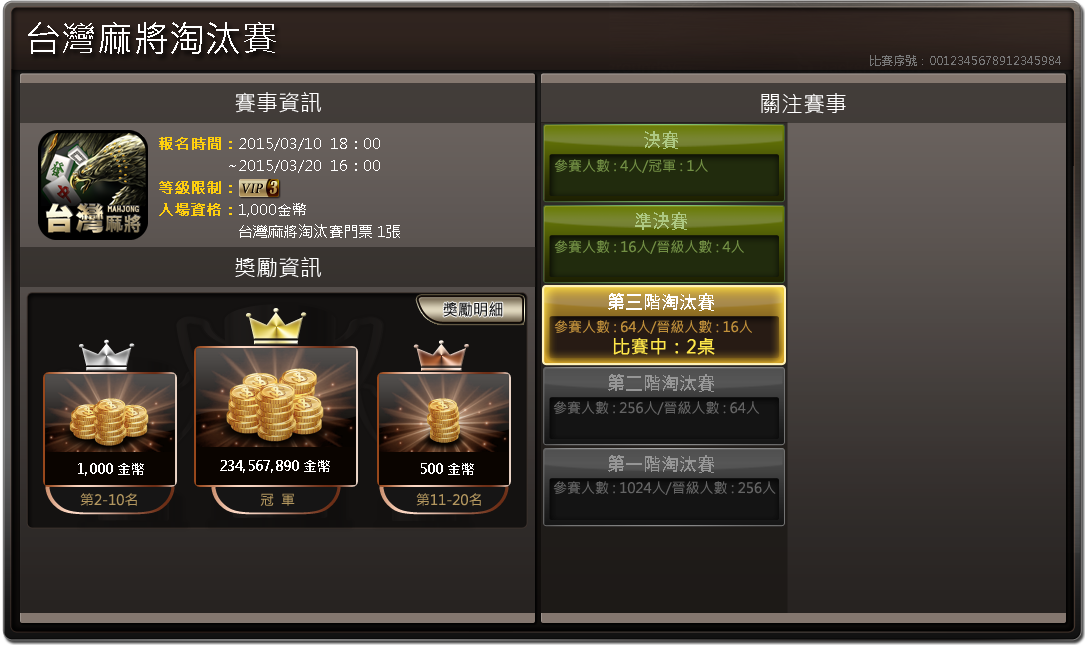 台灣麻將淘汰賽
比賽序號：0012345678912345984
賽事資訊
台灣麻將
MAHJONG
報名時間：2015/03/10 18：00
~2015/03/20 16：00
等級限制：VIP 3
入場資格：1,000金幣
台灣麻將淘汰賽門票 1張
獎勵資訊
獎勵明細
1,000 金幣
第2-10名
234,567,890 金幣
冠 軍
500 金幣
第11-20名
關注賽事
決賽
參賽人數：4人/冠軍：1人
準決賽
參賽人數：16人/晉級人數：4人
第三階淘汰賽
參賽人數：64人/晉級人數：16人
比賽中：2桌
第二階淘汰賽
參賽人數：256人/晉級人數：64人
第一階淘汰賽
參賽人數：1024人/晉級人數：256人